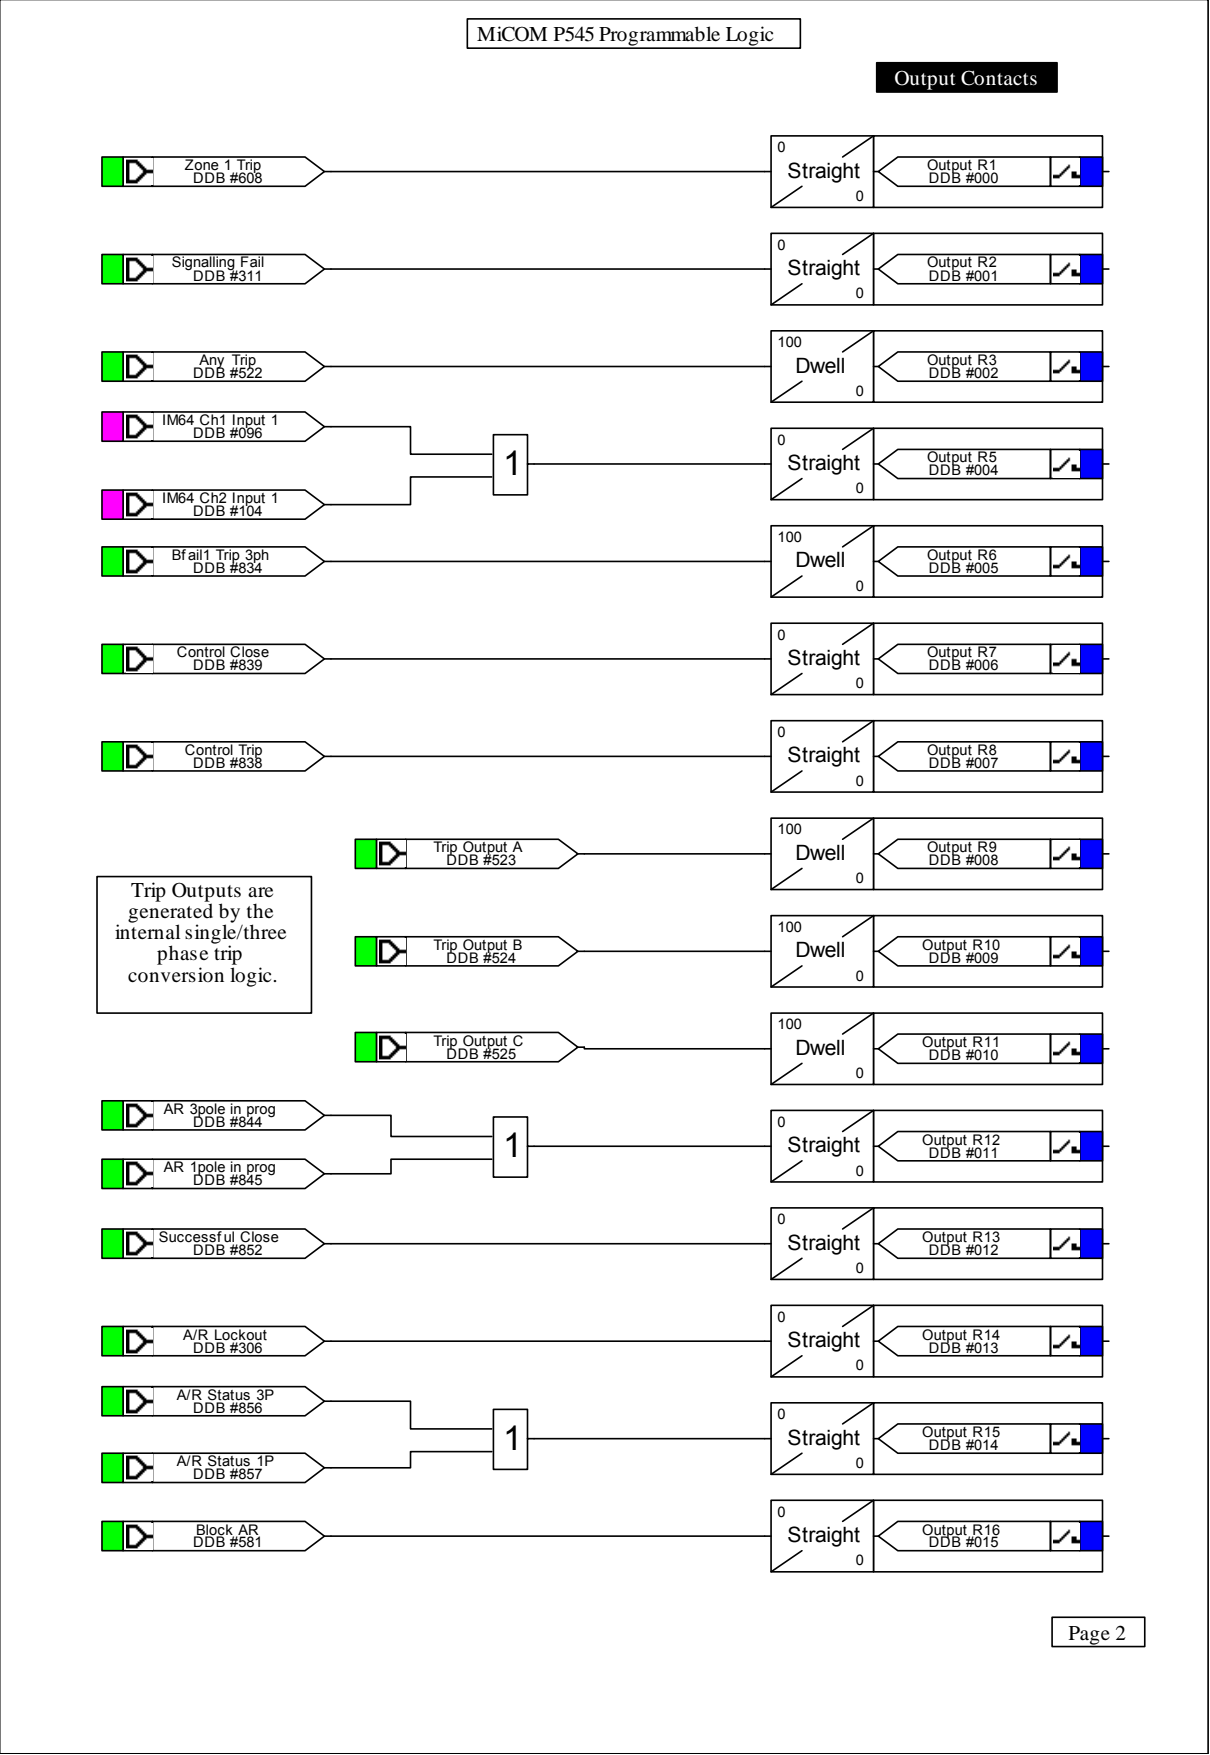 MiCOM P545 Programmable Logic
Output Contacts
Zone 1 Trip
DDB #608
0
Straight
0
Output R1
DDB #000
Signalling Fail
DDB #311
0
Straight
0
Output R2
DDB #001
Any Trip
DDB #522
100
Dwell
0
Output R3
DDB #002
IM64 Ch1 Input 1
DDB #096
IM64 Ch2 Input 1
DDB #104
1
0
Straight
0
Output R5
DDB #004
Bfail1 Trip 3ph
DDB #834
100
Dwell
0
Output R6
DDB #005
Control Close
DDB #839
0
Straight
0
Output R7
DDB #006
Control Trip
DDB #838
0
Straight
0
Output R8
DDB #007
Trip Output A
DDB #523
100
Dwell
0
Output R9
DDB #008
Trip Outputs are
generated by the
internal single/three
phase trip
conversion logic.
Trip Output B
DDB #524
100
Dwell
0
Output R10
DDB #009
Trip Output C
DDB #525
100
Dwell
0
Output R11
DDB #010
AR 3pole in prog
DDB #844
AR 1pole in prog
DDB #845
1
0
Straight
0
Output R12
DDB #011
Successful Close
DDB #852
0
Straight
0
Output R13
DDB #012
A/R Lockout
DDB #306
0
Straight
0
Output R14
DDB #013
A/R Status 3P
DDB #856
A/R Status 1P
DDB #857
1
0
Straight
0
Output R15
DDB #014
Block AR
DDB #581
0
Straight
0
Output R16
DDB #015
Page 2